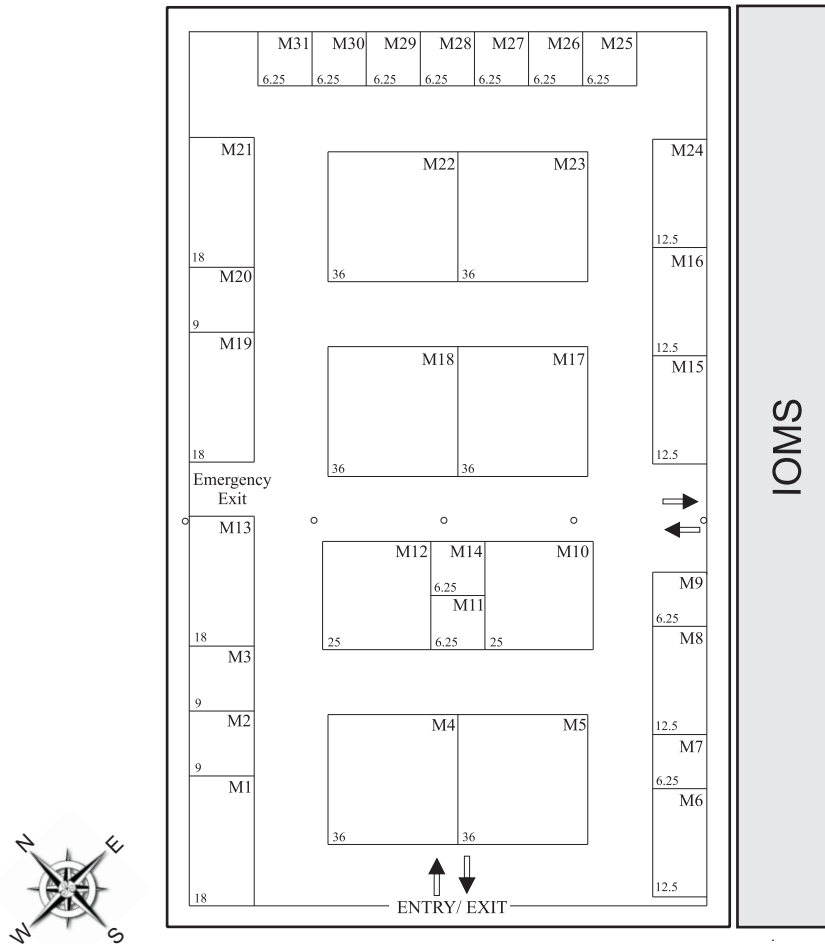 M31 M30 M29 M28 M27 M26 M25
6.25 6.25 6.25 6.25 6.25 6.25 6.25
M21 M22 M23 M24
18 36 36 12.5
M20 M16
9 12.5
M19 M18 M17 M15
18 36 36 12.5
Emergency
Exit
IOMS
M13 M12 M14 M10 M9
6.25 6.25
M11 M8
18 25 6.25 25 12.5
M3
9
M2 M4 M5 M7
9 6.25
M1 M6
18 36 36 12.5
ENTRY/ EXIT
N E
W S